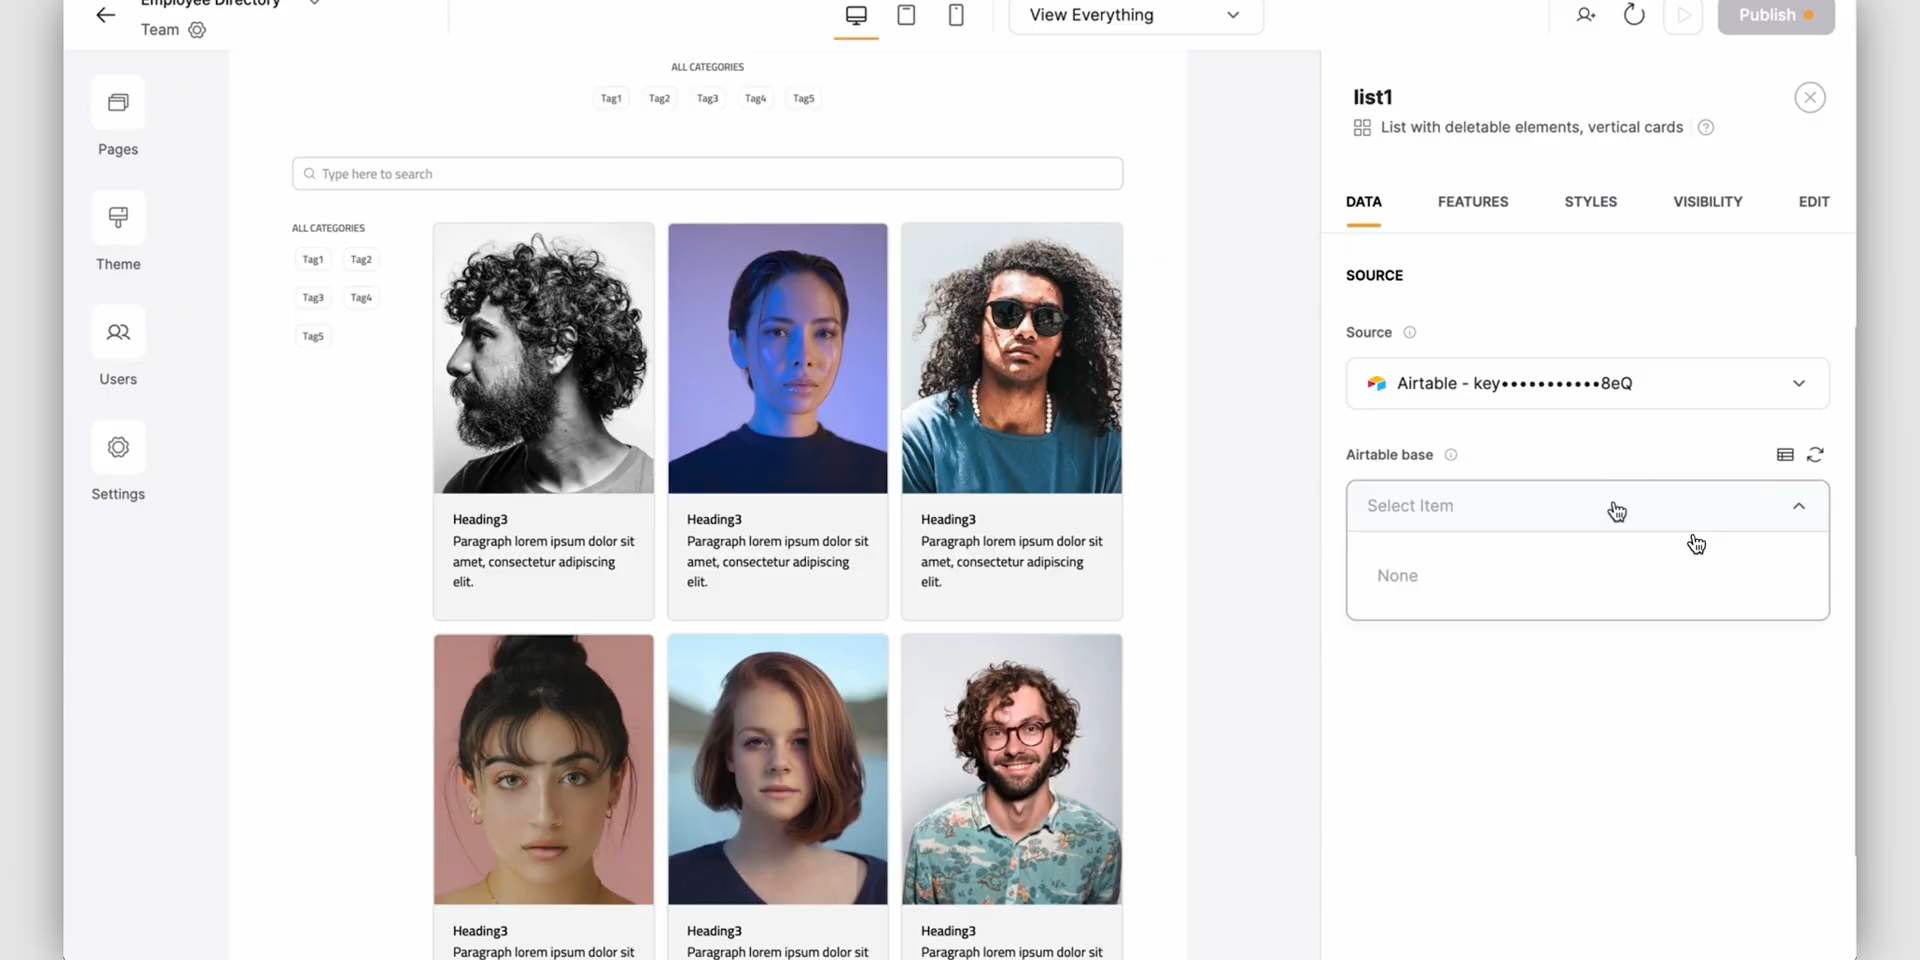 Employee Directory
Team
View Everything
Publish
Pages
Theme
Users
Settings
ALL CATEGORIES
Tag1 Tag2 Tag3 Tag4 Tag5
Type here to search
ALL CATEGORIES
Tag1 Tag2
Tag3 Tag4
Tag5
Heading3
Paragraph lorem ipsum dolor sit
amet, consectetur adipiscing
elit.
Heading3
Paragraph lorem ipsum dolor sit
amet, consectetur adipiscing
elit.
Heading3
Paragraph lorem ipsum dolor sit
amet, consectetur adipiscing
elit.
Heading3
Paragraph lorem ipsum dolor sit
Heading3
Paragraph lorem ipsum dolor sit
Heading3
Paragraph lorem ipsum dolor sit
list1
List with deletable elements, vertical cards
DATA FEATURES STYLES VISIBILITY EDIT
SOURCE
Source
Airtable - key•••••••••••8eQ
Airtable base
Select Item
None